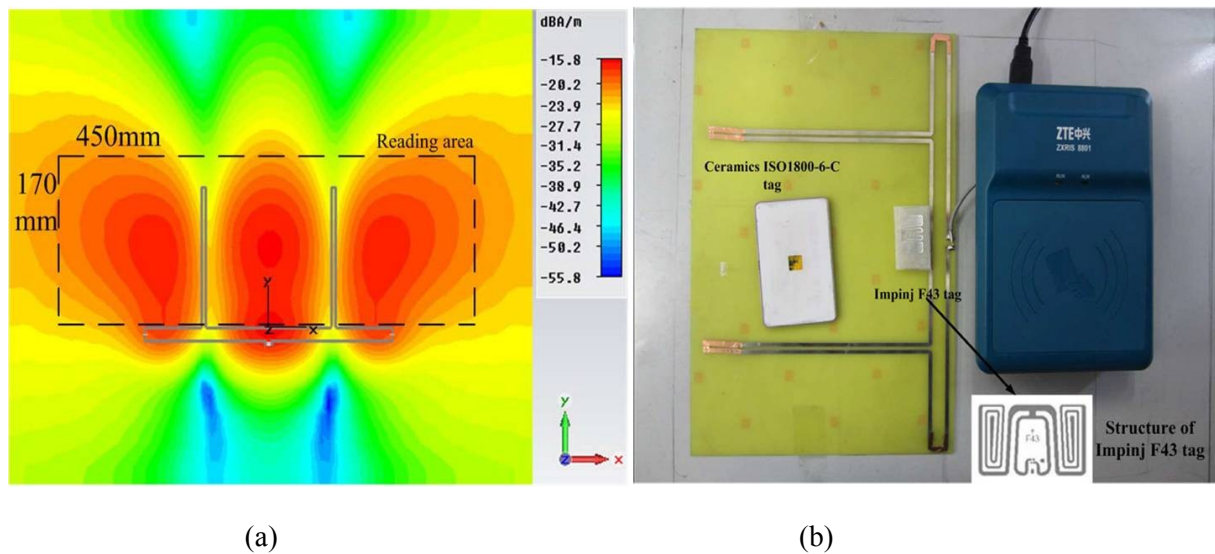 dBA/m
-15.8
-20.2
-23.9
-27.7
-31.4
-35.2
-38.9
-42.7
-46.4
-50.2
-55.8
450mm
Reading area
170
mm
y
z
x
y
z
x
ZTE中兴
ZXRIS 8801
Ceramics ISO1800-6-C
tag
Impinj F43 tag
F43
Structure of
Impinj F43 tag
(a)
(b)